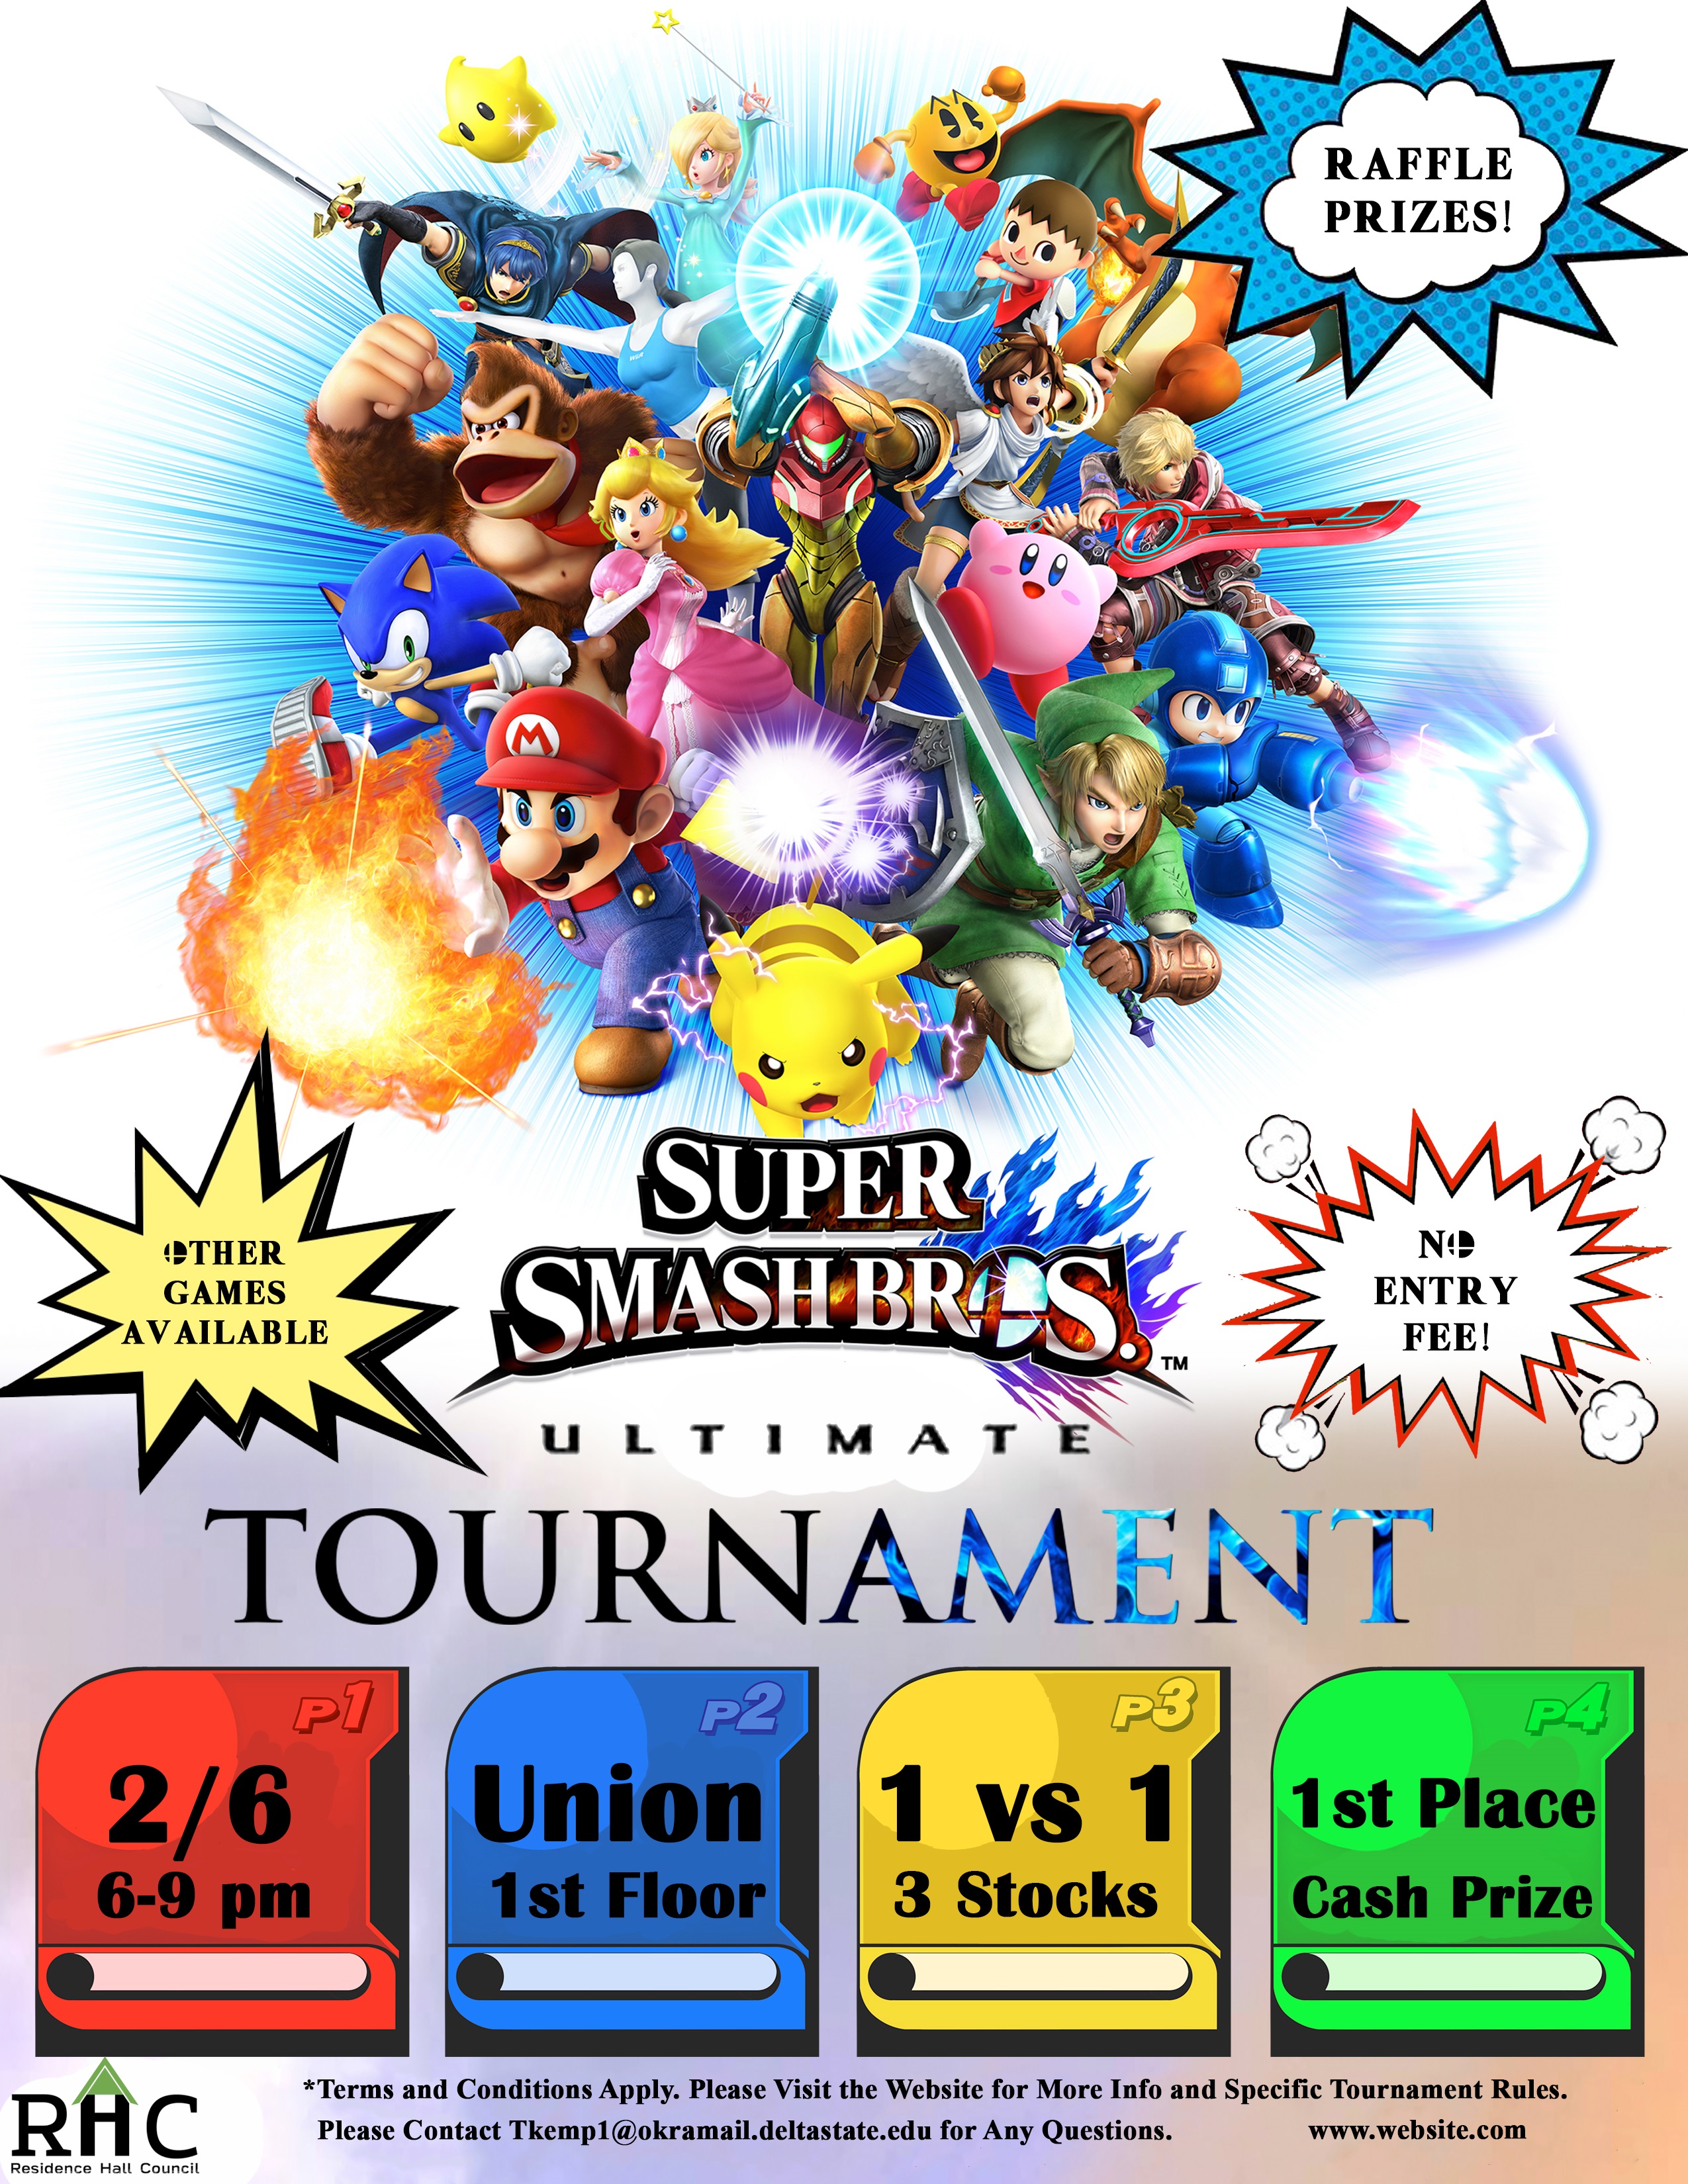 RAFFLE
PRIZES!
M
SUPER
SMASH BROS.
TM
ULTIMATE
OTHER
GAMES
AVAILABLE
NO
ENTRY
FEE!
TOURNAMENT
P1
2/6
6-9 pm
P2
Union
1st Floor
P3
1 vs 1
3 Stocks
P4
1st Place
Cash Prize
RHC
Residence Hall Council
*Terms and Conditions Apply. Please Visit the Website for More Info and Specific Tournament Rules.
Please Contact Tkemp1@okramail.deltastate.edu for Any Questions. www.website.com